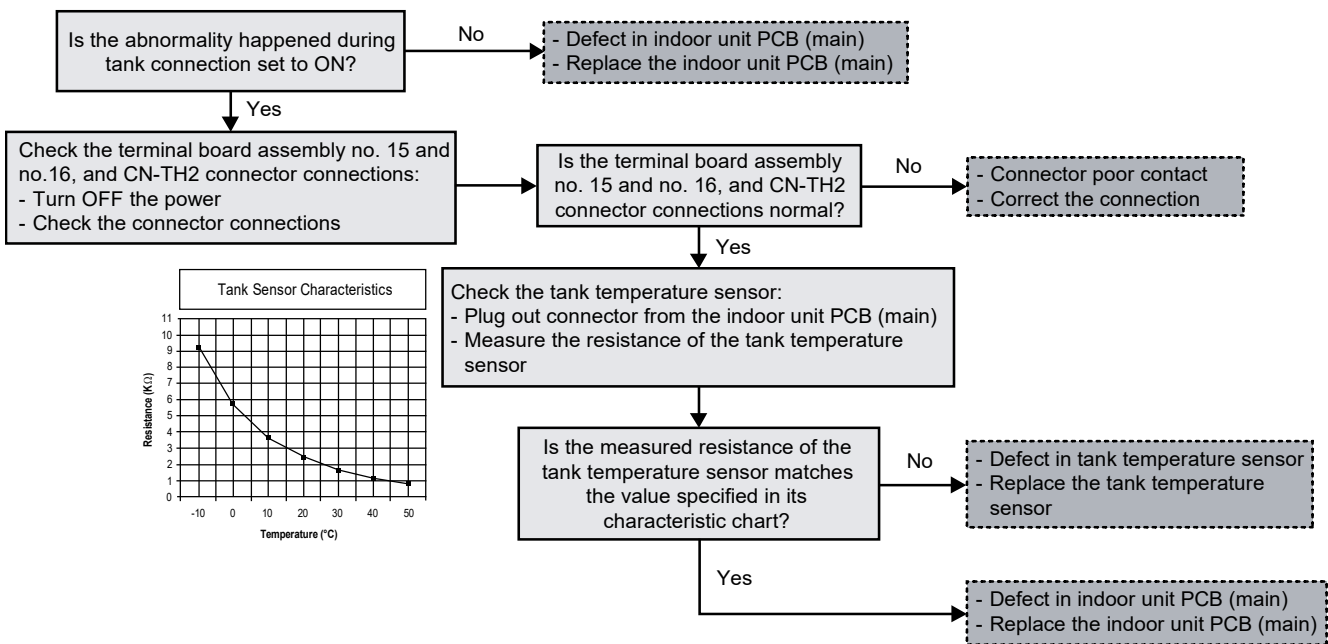 Is the abnormality happened during
tank connection set to ON?
No
- Defect in indoor unit PCB (main)
- Replace the indoor unit PCB (main)
Yes
Check the terminal board assembly no. 15 and
no.16, and CN-TH2 connector connections:
- Turn OFF the power
- Check the connector connections
Is the terminal board assembly
no. 15 and no. 16, and CN-TH2
connector connections normal?
No
- Connector poor contact
- Correct the connection
Yes
Tank Sensor Characteristics
11
10
9
8
7
6
5
4
3
2
1
0
Resistance (KΩ)
-10 0 10 20 30 40 50
Temperature (°C)
Check the tank temperature sensor:
- Plug out connector from the indoor unit PCB (main)
- Measure the resistance of the tank temperature
sensor
Is the measured resistance of the
tank temperature sensor matches
the value specified in its
characteristic chart?
No
- Defect in tank temperature sensor
- Replace the tank temperature
sensor
Yes
- Defect in indoor unit PCB (main)
- Replace the indoor unit PCB (main)